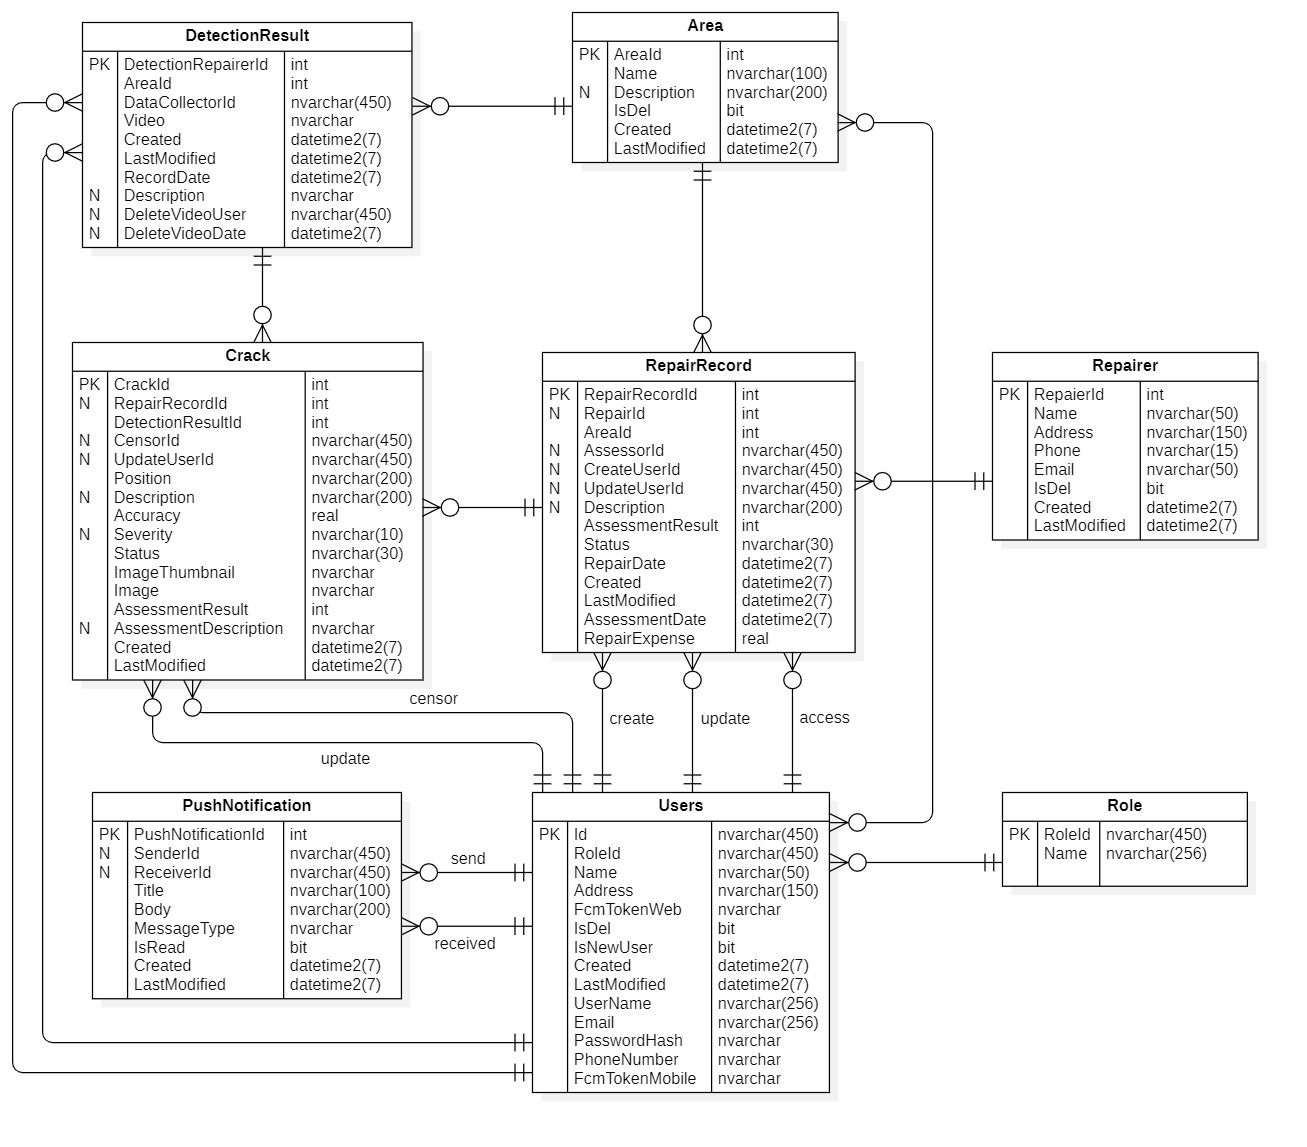 DetectionResult
PK DetectionRepairerId int
AreaId int
DataCollectorId nvarchar(450)
Video nvarchar
Created datetime2(7)
LastModified datetime2(7)
RecordDate datetime2(7)
N Description nvarchar
N DeleteVideoUser nvarchar(450)
N DeleteVideoDate datetime2(7)
Area
PK AreaId int
Name nvarchar(100)
N Description nvarchar(200)
IsDel bit
Created datetime2(7)
LastModified datetime2(7)
Crack
PK CrackId int
N RepairRecordId int
DetectionResultId int
N CensorId nvarchar(450)
N UpdateUserId nvarchar(450)
Position nvarchar(200)
N Description nvarchar(200)
Accuracy real
N Severity nvarchar(10)
Status nvarchar(30)
ImageThumbnail nvarchar
Image nvarchar
AssessmentResult int
N AssessmentDescription nvarchar
Created datetime2(7)
LastModified datetime2(7)
RepairRecord
PK RepairRecordId int
N RepairId int
AreaId int
N AssessorId nvarchar(450)
N CreateUserId nvarchar(450)
N UpdateUserId nvarchar(450)
N Description nvarchar(200)
AssessmentResult int
Status nvarchar(30)
RepairDate datetime2(7)
Created datetime2(7)
LastModified datetime2(7)
AssessmentDate datetime2(7)
RepairExpense real
Repairer
PK RepaierId int
Name nvarchar(50)
Address nvarchar(150)
Phone nvarchar(15)
Email nvarchar(50)
IsDel bit
Created datetime2(7)
LastModified datetime2(7)
censor
update
create
update
access
PushNotification
PK PushNotificationId int
N SenderId nvarchar(450)
N ReceiverId nvarchar(450)
Title nvarchar(100)
Body nvarchar(200)
MessageType nvarchar
IsRead bit
Created datetime2(7)
LastModified datetime2(7)
send
received
Users
PK Id nvarchar(450)
RoleId nvarchar(450)
Name nvarchar(50)
Address nvarchar(150)
FcmTokenWeb nvarchar
IsDel bit
IsNewUser bit
Created datetime2(7)
LastModified datetime2(7)
UserName nvarchar(256)
Email nvarchar(256)
PasswordHash nvarchar
PhoneNumber nvarchar
FcmTokenMobile nvarchar
Role
PK RoleId nvarchar(450)
Name nvarchar(256)